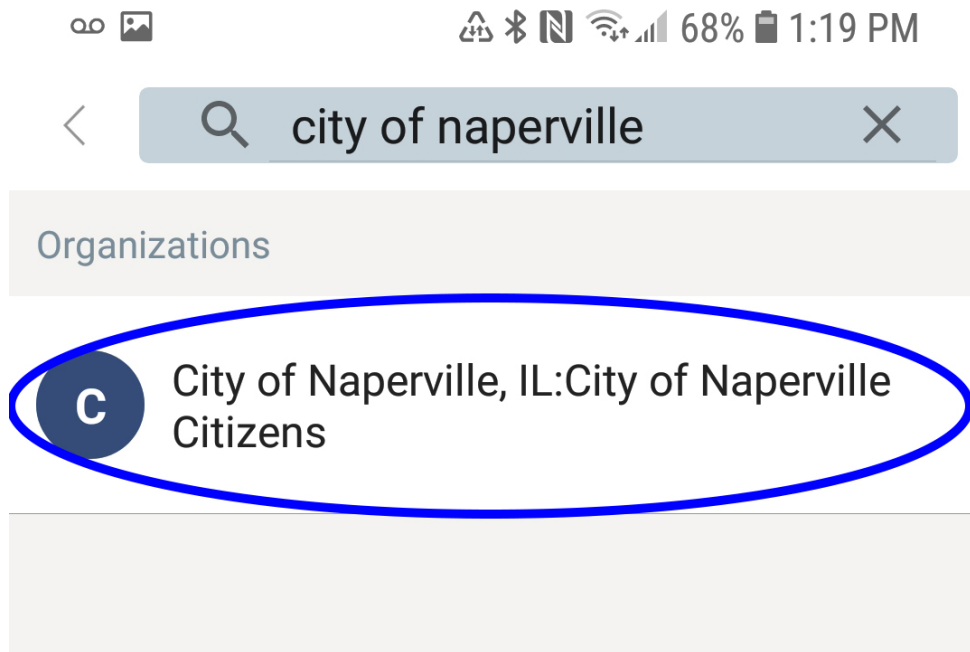 68% 1:19 PM
city of naperville
Organizations
C
City of Naperville, IL:City of Naperville
Citizens